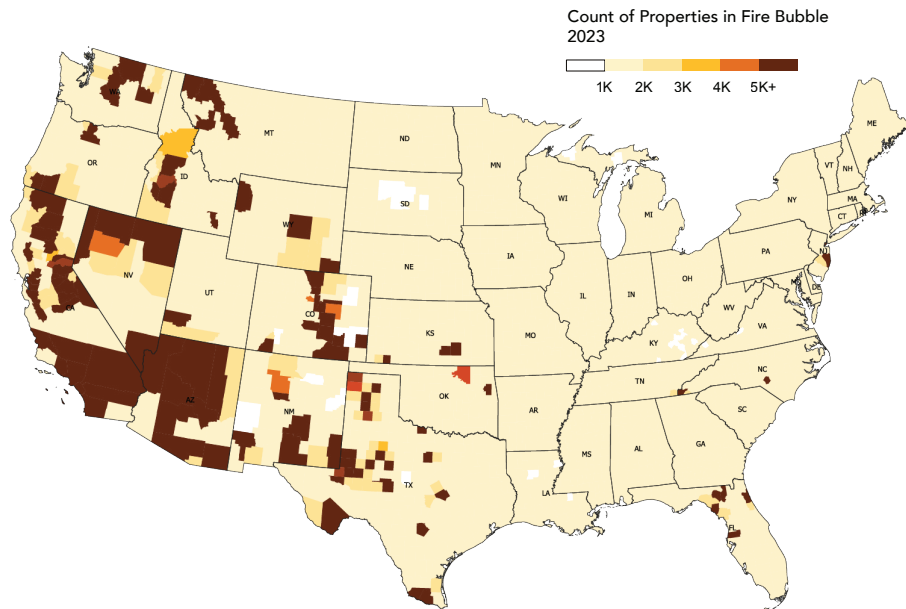 Count of Properties in Fire Bubble
2023
1K 2K 3K 4K 5K+
WA
MT
ND
MN
ME
OR
ID
SD
WI
MI
VT
NH
NY
MA
CT
WY
NE
IA
PA
NJ
NV
UT
CO
KS
MO
IL
IN
OH
WV
DE
VA
KY
CA
AZ
NM
OK
AR
TN
NC
SC
TX
LA
MS
AL
GA
FL